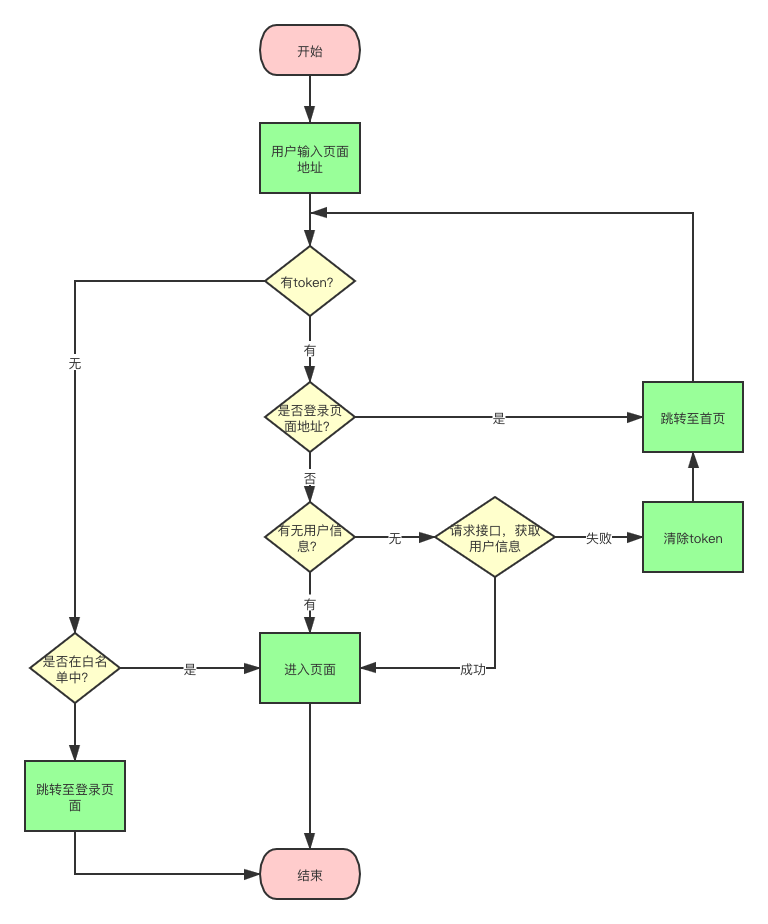 开始
用户输入页面
地址
有token?
有
无
是否登录页
面地址?
是
跳转至首页
否
有无用户信
息?
无
请求接口，获取
用户信息
失败
清除token
有
是否在白名
单中?
是
进入页面
成功
跳转至登录页
面
结束